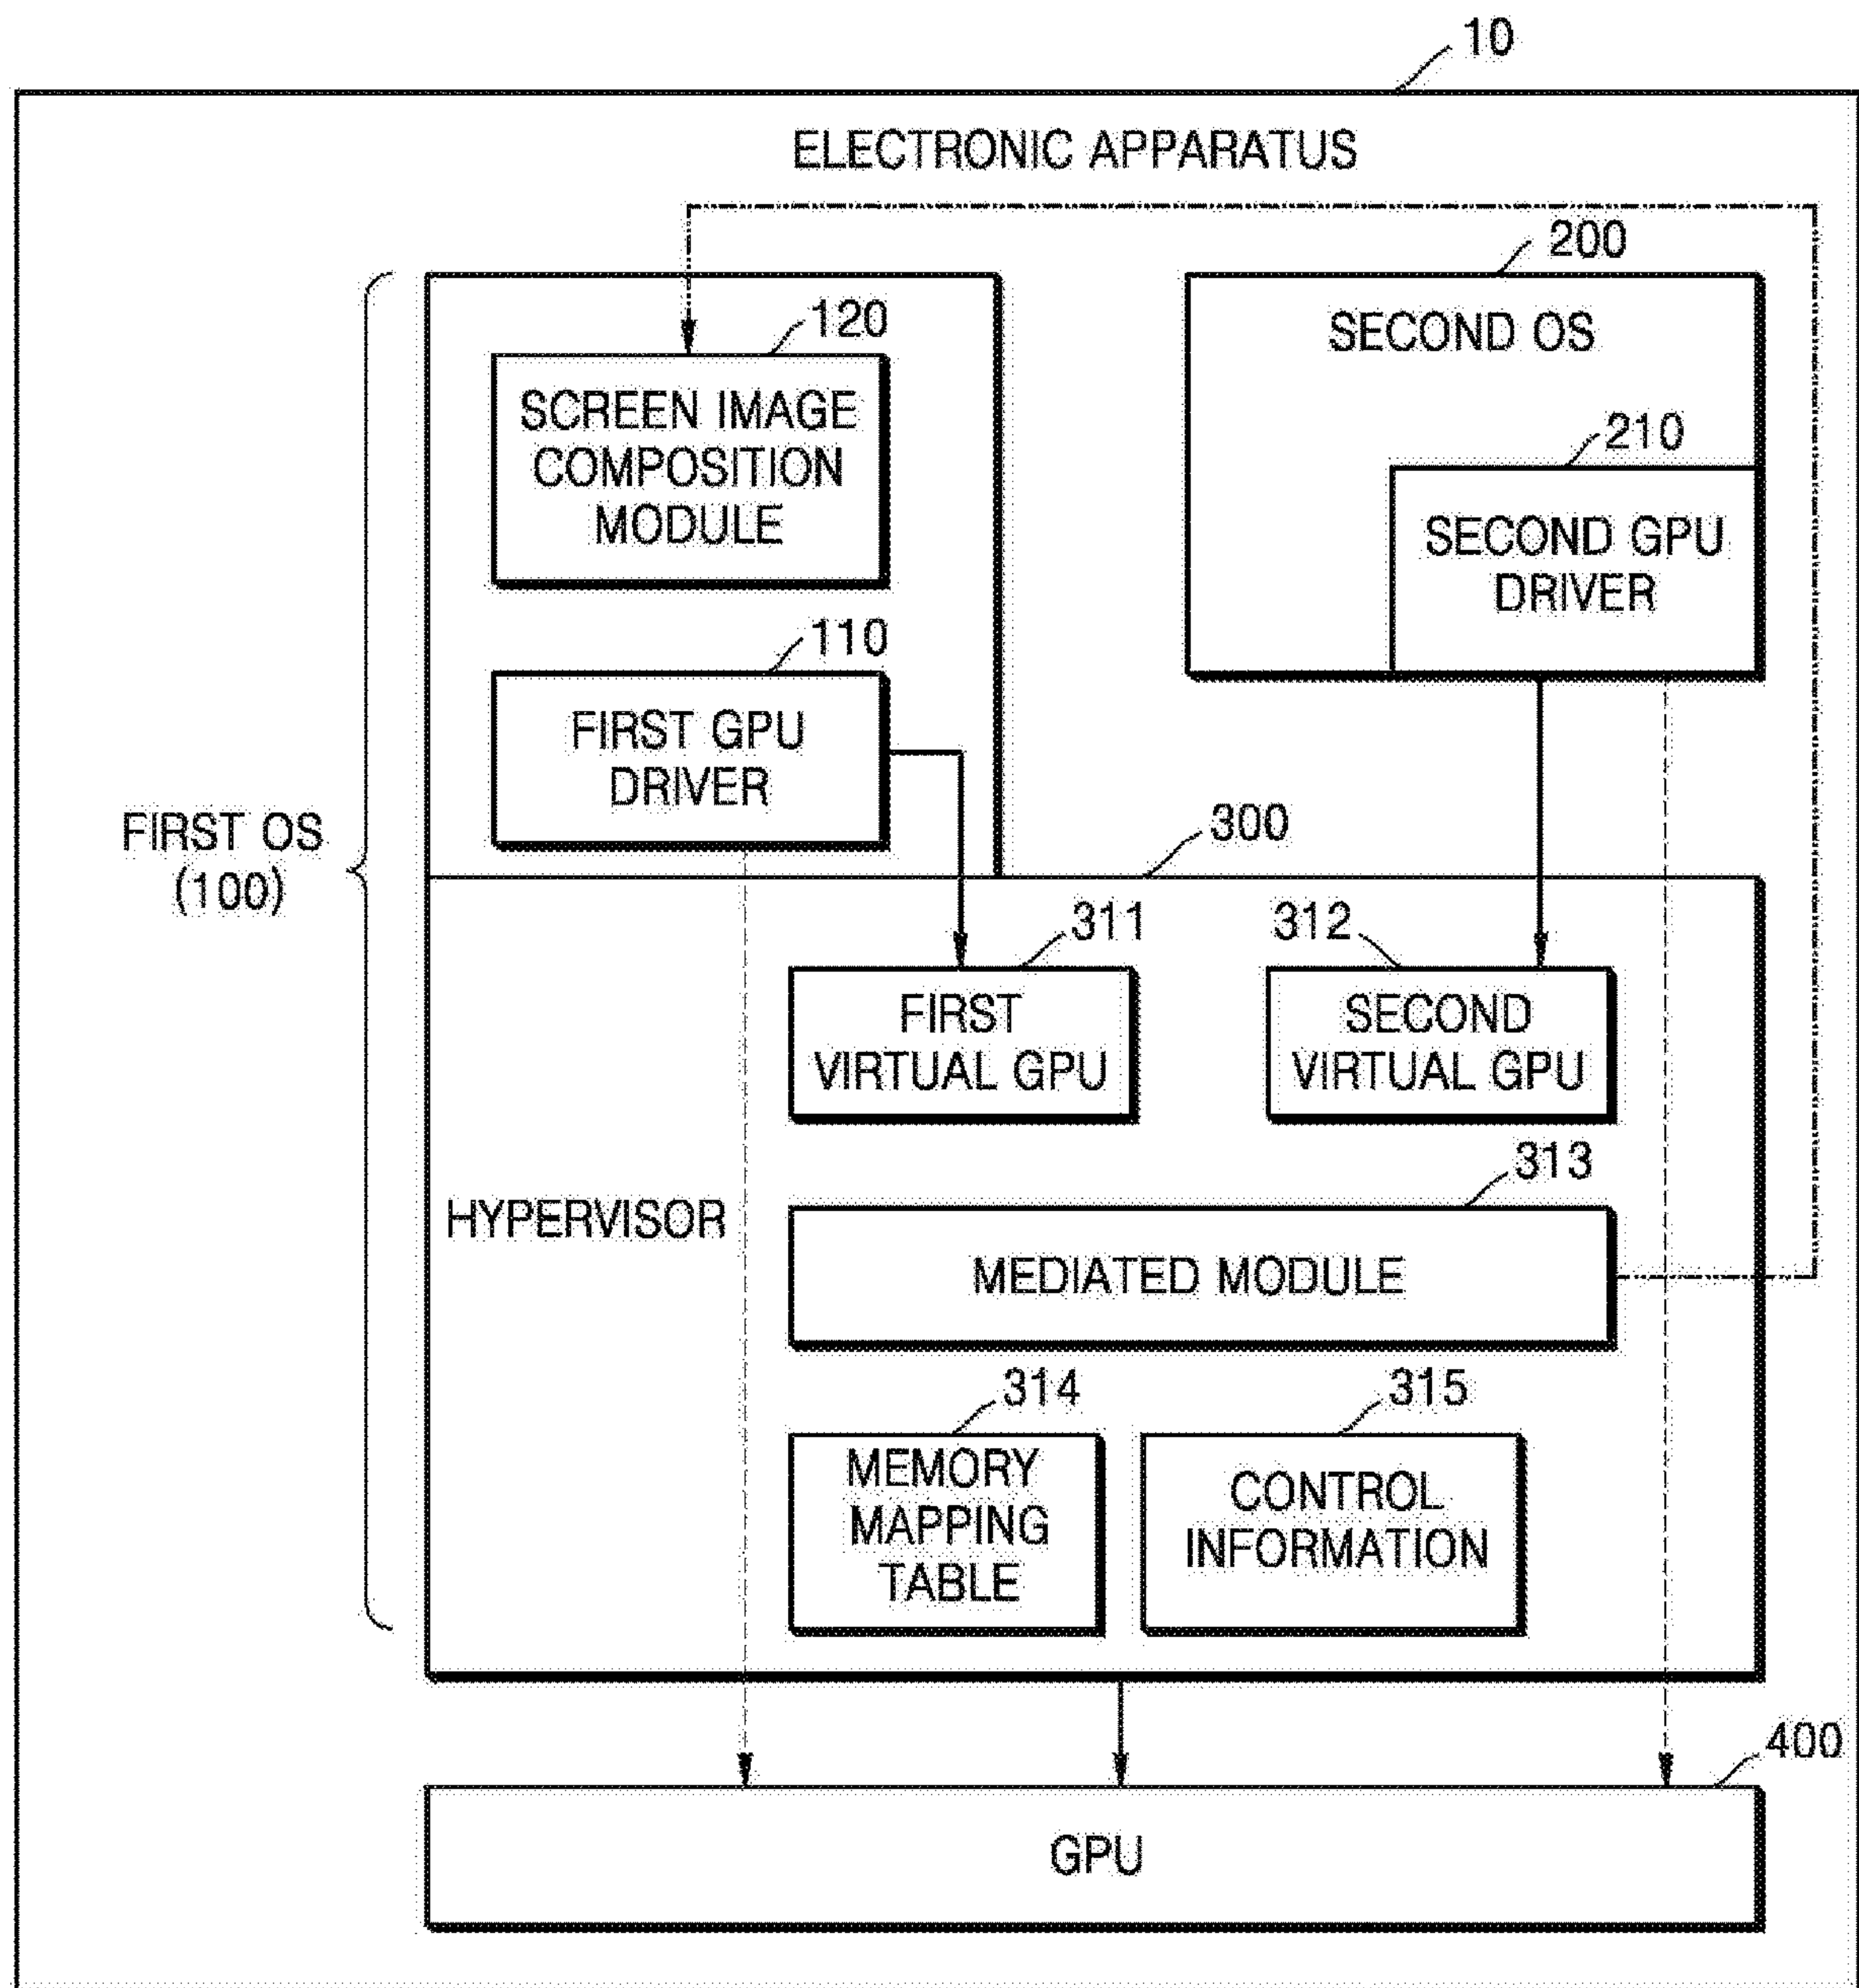 10
ELECTRONIC APPARATUS
200
SECOND OS
120
SCREEN IMAGE
COMPOSITION
MODULE
210
SECOND GPU
DRIVER
110
FIRST GPU
DRIVER
FIRST OS
(100)
300
311
FIRST
VIRTUAL GPU
312
SECOND
VIRTUAL GPU
HYPERVISOR
313
MEDIATED MODULE
314
MEMORY
MAPPING
TABLE
315
CONTROL
INFORMATION
400
GPU